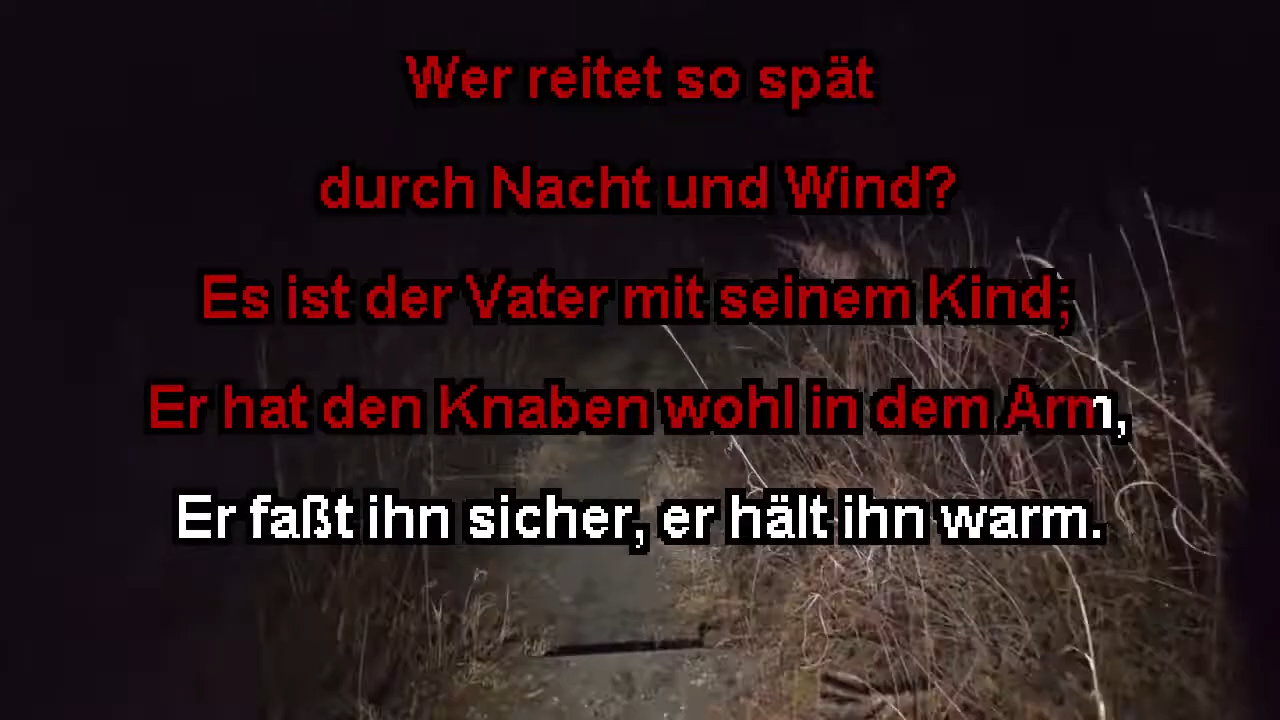 Wer reitet so spät
durch Nacht und Wind?
Es ist der Vater mit seinem Kind;
Er hat den Knaben wohl in dem Arm,
Er faßt ihn sicher, er hält ihn warm.